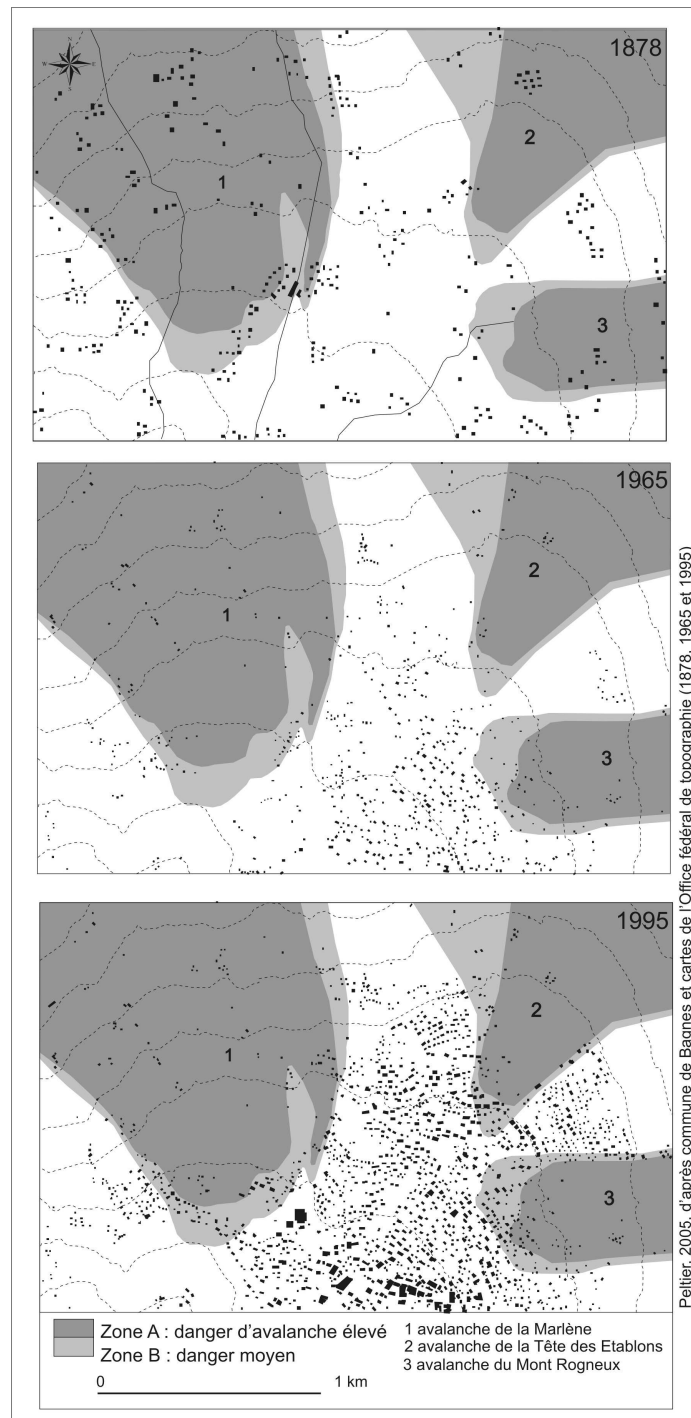 1878
N
W
E
S
1
2
3
1965
1
2
3
1995
1
2
3
Zone A : danger d'avalanche élevé
Zone B : danger moyen
0 1 km
1 avalanche de la Marlène
2 avalanche de la Tête des Etablons
3 avalanche du Mont Rogneux
Peltier, 2005, d'après commune de Bagnes et cartes de l'Office fédéral de topographie (1878, 1965 et 1995)